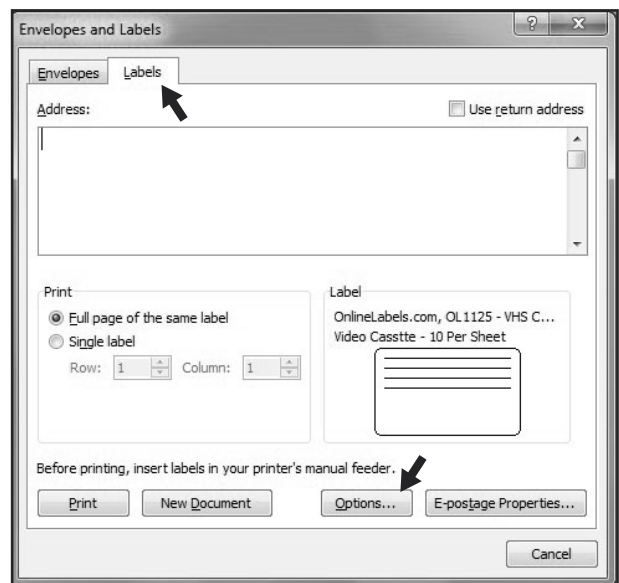 Envelopes and Labels
Envelopes Labels
Address: Use return address
Print
Full page of the same label
Single label
Row: 1 Column: 1
Label
OnlineLabels.com, OL1125 - VHS C...
Video Casstte - 10 Per Sheet
Before printing, insert labels in your printer's manual feeder.
Print New Document Options... E-postage Properties...
Cancel